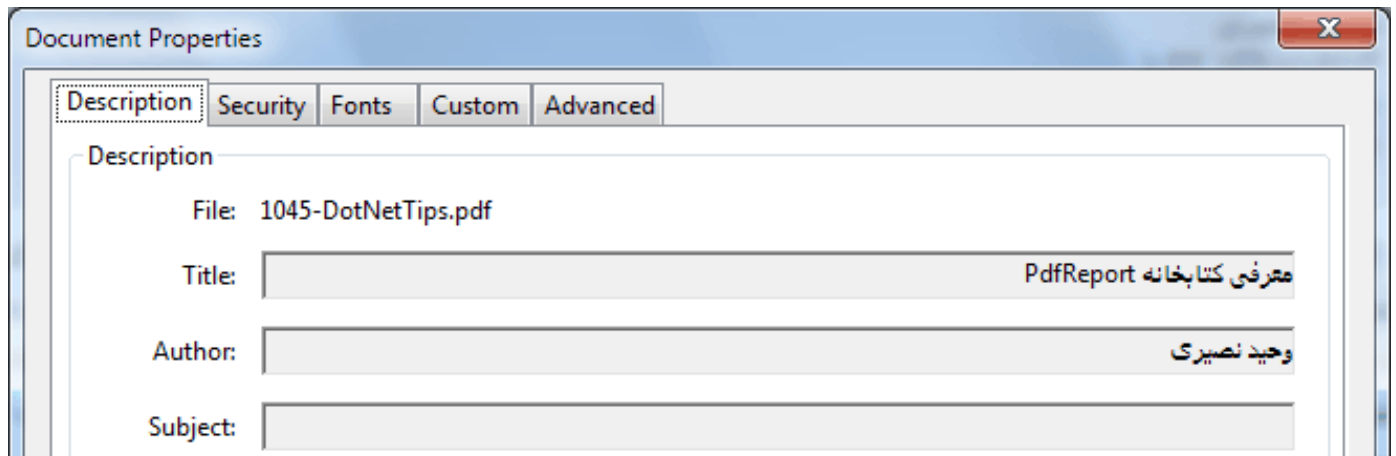 Document Properties
Description Security Fonts Custom Advanced
Description
File: 1045-DotNetTips.pdf
Title: معرفی کتابخانه PdfReport
Author: وحید نصیری
Subject: